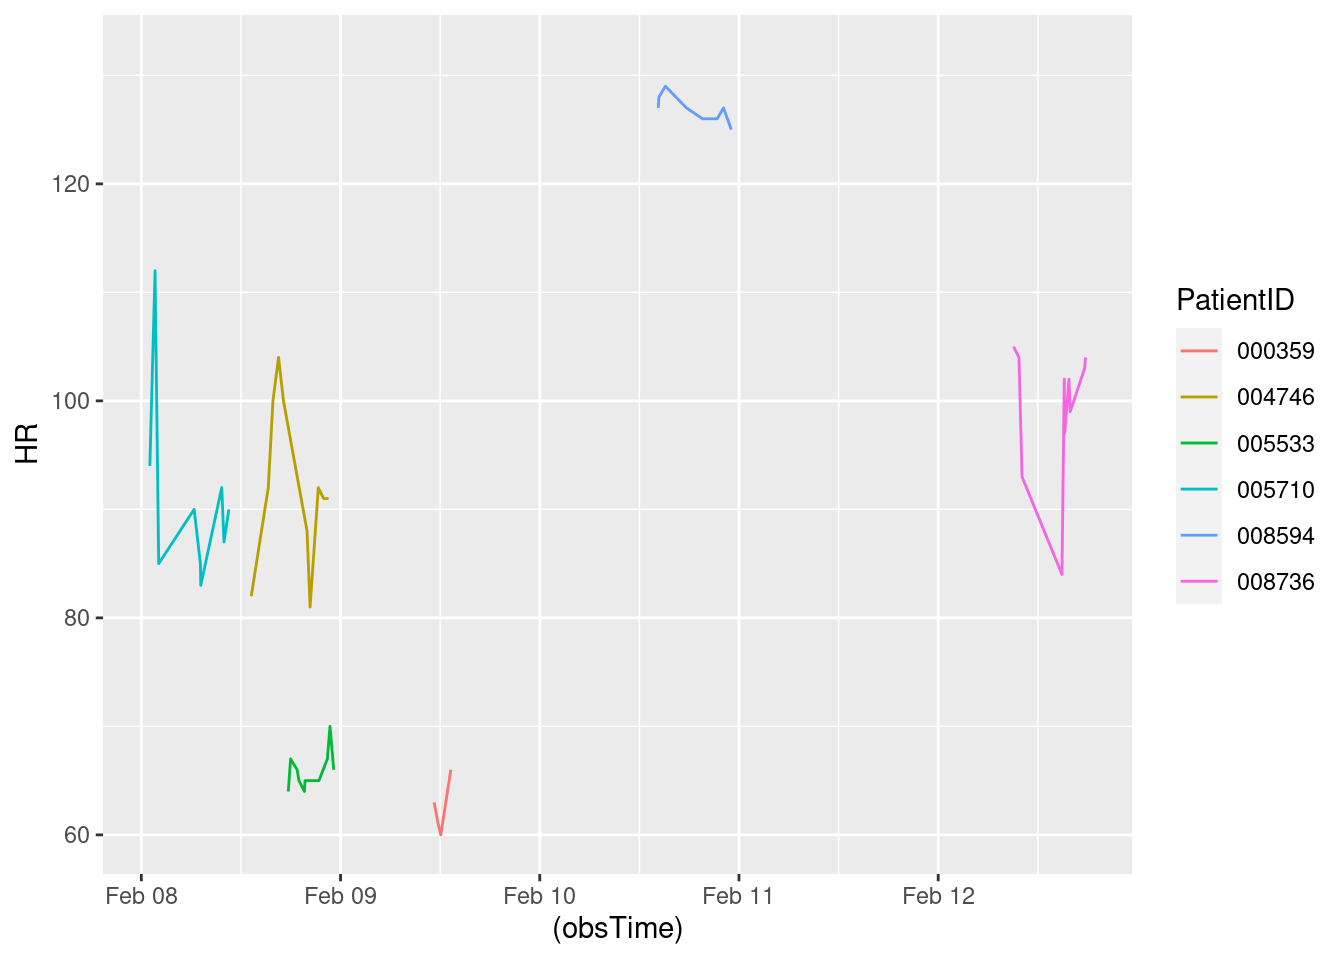 HR
120
100
80
60
Feb 08
Feb 09
Feb 10
Feb 11
Feb 12
(obsTime)
PatientID
000359
004746
005533
005710
008594
008736